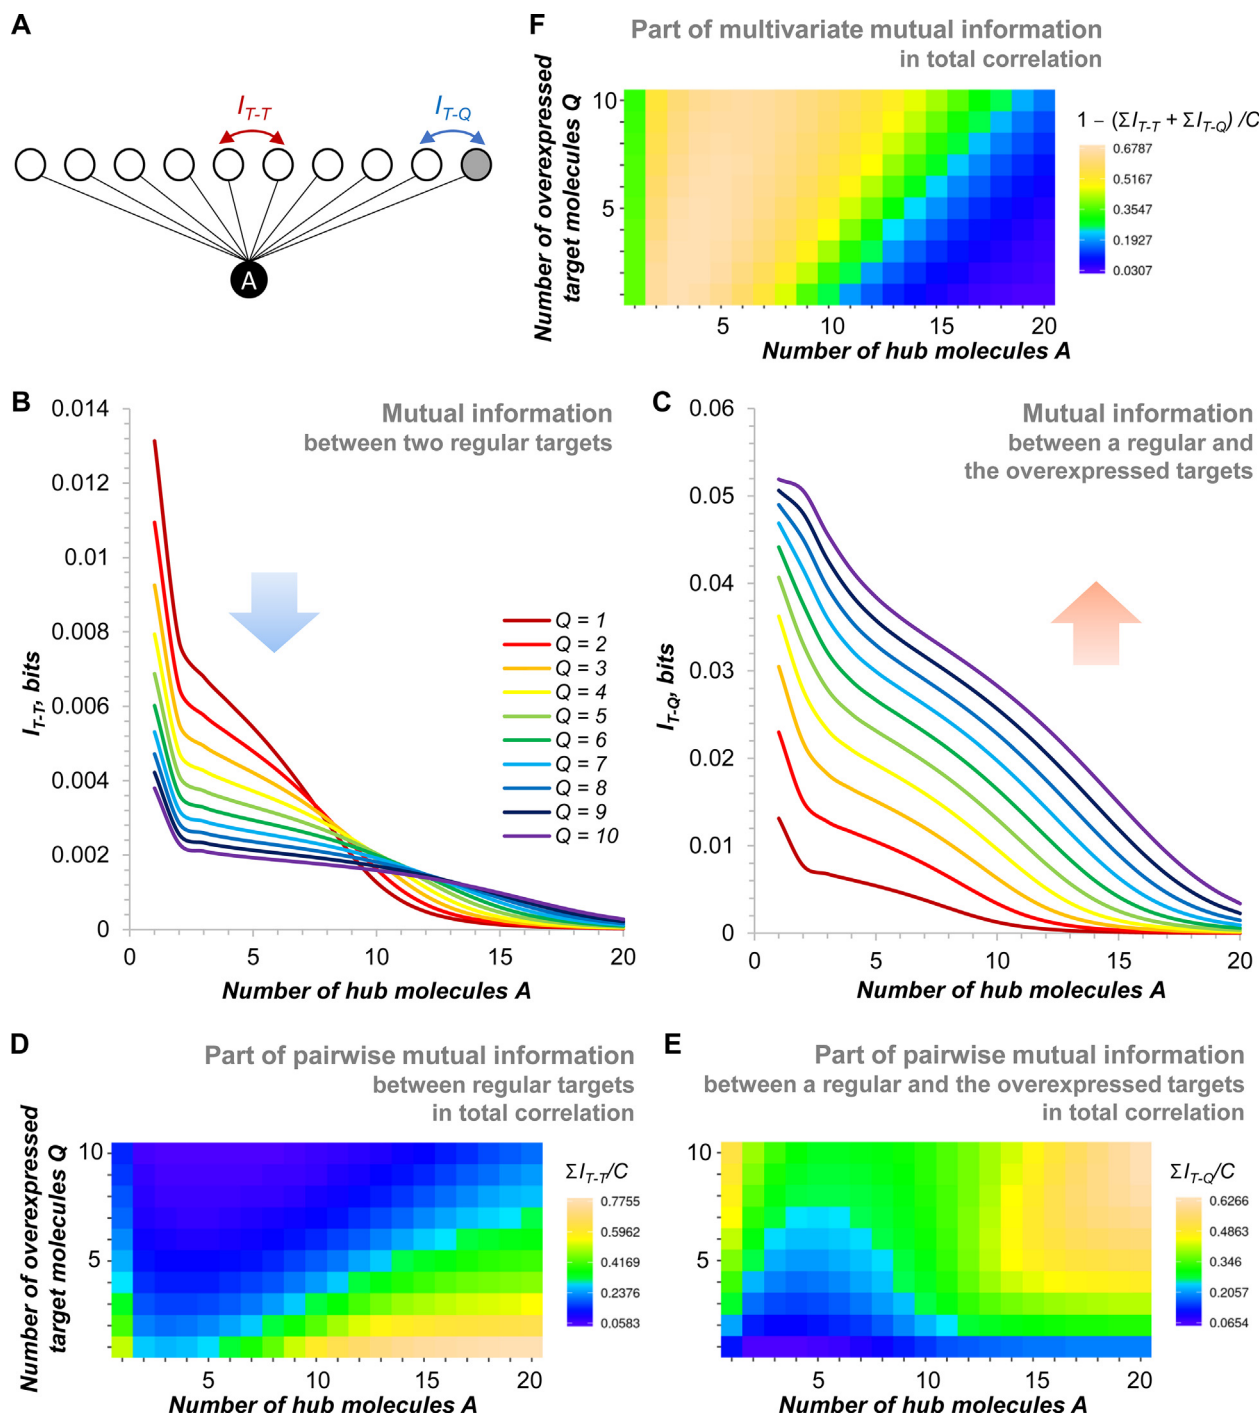 A
I_T-T
I_T-Q
A
F
Part of multivariate mutual information
in total correlation
Number of overexpressed
target molecules Q
10
5
5
10
15
20
Number of hub molecules A
1 – (ΣI_T-T + ΣI_T-Q) /C
0.6787
0.5167
0.3547
0.1927
0.0307
B
Mutual information
between two regular targets
I_T-T, bits
0.014
0.012
0.01
0.008
0.006
0.004
0.002
0
0
5
10
15
20
Number of hub molecules A
Q = 1
Q = 2
Q = 3
Q = 4
Q = 5
Q = 6
Q = 7
Q = 8
Q = 9
Q = 10
C
Mutual information
between a regular and
the overexpressed targets
I_T-Q, bits
0.06
0.05
0.04
0.03
0.02
0.01
0
0
5
10
15
20
Number of hub molecules A
D
Part of pairwise mutual information
between regular targets
in total correlation
Number of overexpressed
target molecules Q
10
5
5
10
15
20
Number of hub molecules A
ΣI_T-T/C
0.7755
0.5962
0.4169
0.2376
0.0583
E
Part of pairwise mutual information
between a regular and the overexpressed targets
in total correlation
10
5
5
10
15
20
Number of hub molecules A
ΣI_T-Q/C
0.6266
0.4863
0.346
0.2057
0.0654